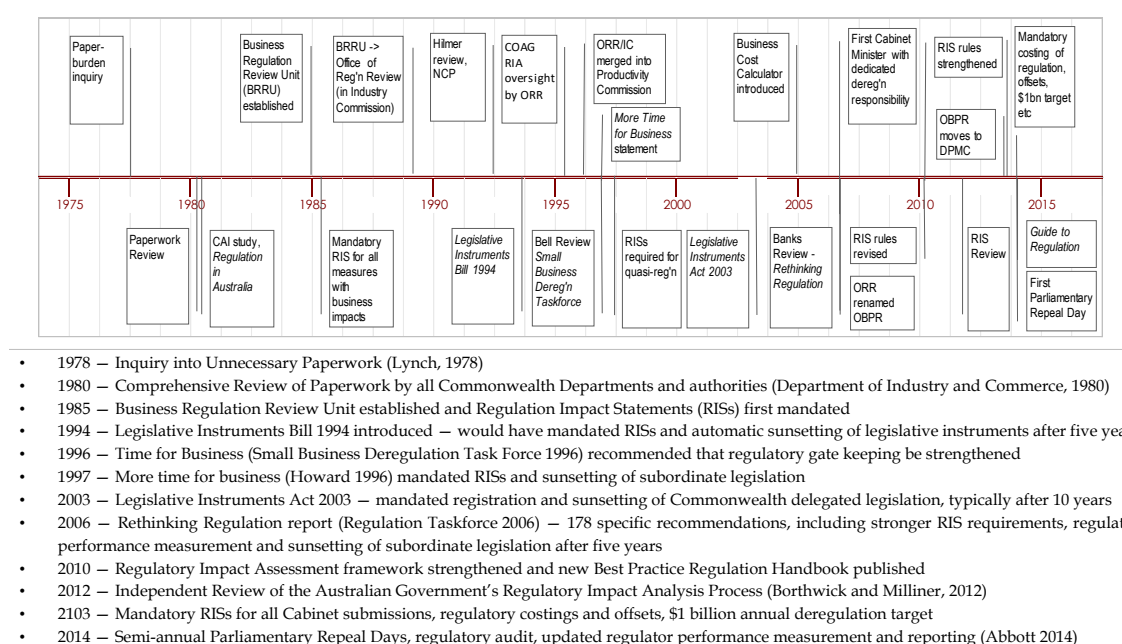 Paper-
burden
inquiry
Business
Regulation
Review Unit
(BRRU)
established
BRRU ->
Office of
Reg'n Review
(in Industry
Commission)
Hilmer
review,
NCP
COAG
RIA
oversight
by ORR
ORR/IC
merged into
Productivity
Commission
More Time
for Business
statement
Business
Cost
Calculator
introduced
First Cabinet
Minister with
dedicated
dereg'n
responsibility
RIS rules
strengthened
OBPR
moves to
DPMC
Mandatory
costing of
regulation,
offsets,
$1bn target
etc
1975 1980 1985 1990 1995 2000 2005 2010 2015
Paperwork
Review
CAI study,
Regulation
in
Australia
Mandatory
RIS for all
measures
with
business
impacts
Legislative
Instruments
Bill 1994
Bell Review
Small
Business
Dereg'n
Taskforce
RISs
required for
quasi-reg'n
Legislative
Instruments
Act 2003
Banks
Review -
Rethinking
Regulation
RIS rules
revised
ORR
renamed
OBPR
RIS
Review
Guide to
Regulation
First
Parliamentary
Repeal Day
• 1978 — Inquiry into Unnecessary Paperwork (Lynch, 1978)
• 1980 — Comprehensive Review of Paperwork by all Commonwealth Departments and authorities (Department of Industry and Commerce, 1980)
• 1985 — Business Regulation Review Unit established and Regulation Impact Statements (RISs) first mandated
• 1994 — Legislative Instruments Bill 1994 introduced — would have mandated RISs and automatic sunsetting of legislative instruments after five
• 1996 — Time for Business (Small Business Deregulation Task Force 1996) recommended that regulatory gate keeping be strengthened
• 1997 — More time for business (Howard 1996) mandated RISs and sunsetting of subordinate legislation
• 2003 — Legislative Instruments Act 2003 — mandated registration and sunsetting of Commonwealth delegated legislation, typically after 10 years
• 2006 — Rethinking Regulation report (Regulation Taskforce 2006) — 178 specific recommendations, including stronger RIS requirements,
performance measurement and sunsetting of subordinate legislation after five years
• 2010 — Regulatory Impact Assessment framework strengthened and new Best Practice Regulation Handbook published
• 2012 — Independent Review of the Australian Government's Regulatory Impact Analysis Process (Borthwick and Milliner, 2012)
• 2103 — Mandatory RISs for all Cabinet submissions, regulatory costings and offsets, $1 billion annual deregulation target
• 2014 — Semi-annual Parliamentary Repeal Days, regulatory audit, updated regulator performance measurement and reporting (Abbott 2014)